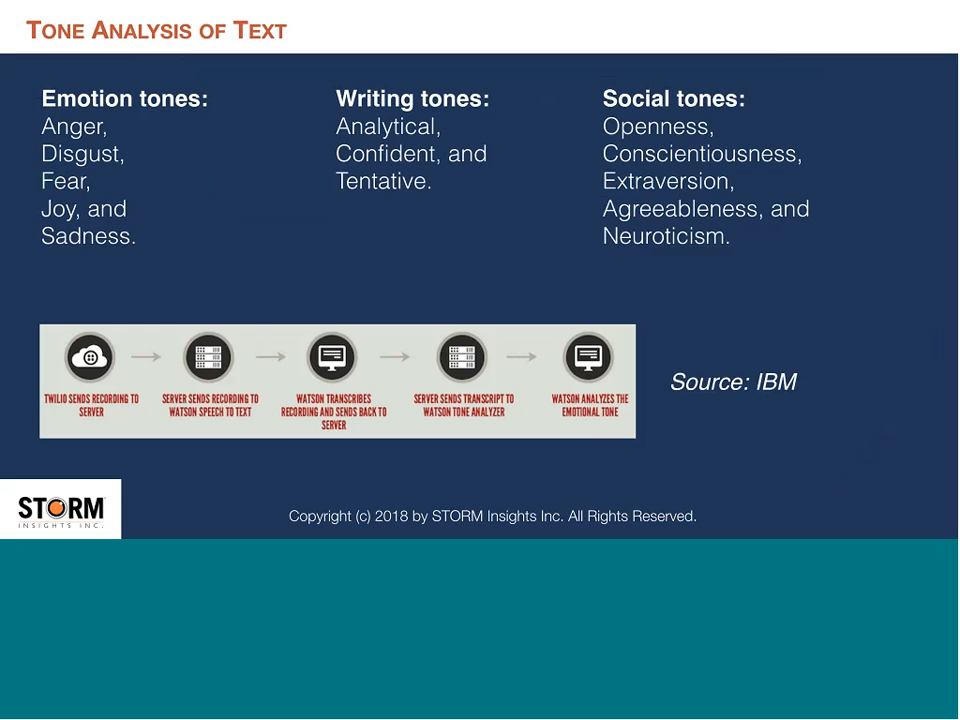 TONE ANALYSIS OF TEXT
Emotion tones:
Anger,
Disgust,
Fear,
Joy, and
Sadness.
Writing tones:
Analytical,
Confident, and
Tentative.
Social tones:
Openness,
Conscientiousness,
Extraversion,
Agreeableness, and
Neuroticism.
TWILIO SENDS RECORDING TO
SERVER
SERVER SENDS RECORDING TO
WATSON SPEECH TO TEXT
WATSON TRANSCRIBES
RECORDING AND SENDS BACK TO
SERVER
SERVER SENDS TRANSCRIPT TO
WATSON TONE ANALYZER
WATSON ANALYZES THE
EMOTIONAL TONE
Source: IBM
STORM
INSIGHTS INC.
Copyright (c) 2018 by STORM Insights Inc. All Rights Reserved.